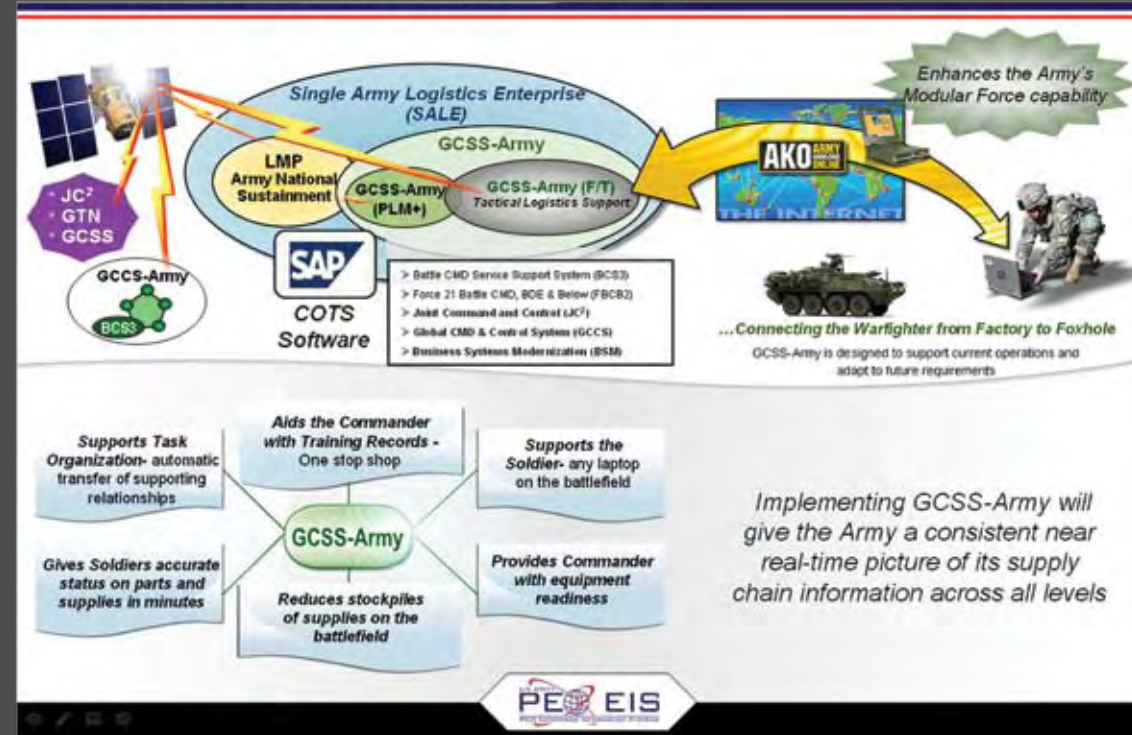 Single Army Logistics Enterprise
(SALE)
Enhances the Army's
Modular Force capability
GCSS-Army
LMP
Army National
Sustainment
GCSS-Army
(PLM+)
GCSS-Army (F/T)
Tactical Logistics Support
AKO ARMY
ONLINE
THE INTERNET
• JC²
• GTN
• GCSS
GCCS-Army
BCS3
SAP
COTS
Software
➢ Battle CMD Service Support System (BCS3)
➢ Force 21 Battle CMD, BDE & Below (FBCB2)
➢ Joint Command and Control (JC²)
➢ Global CMD & Control System (GCCS)
➢ Business Systems Modernization (BSM)
...Connecting the Warfighter from Factory to Foxhole
GCSS-Army is designed to support current operations and
adapt to future requirements
Supports Task
Organization- automatic
transfer of supporting
relationships
Aids the Commander
with Training Records -
One stop shop
Supports the
Soldier- any laptop
on the battlefield
GCSS-Army
Gives Soldiers accurate
status on parts and
supplies in minutes
Reduces stockpiles
of supplies on the
battlefield
Provides Commander
with equipment
readiness
Implementing GCSS-Army will
give the Army a consistent near
real-time picture of its supply
chain information across all levels
U.S. ARMY
PEO EIS